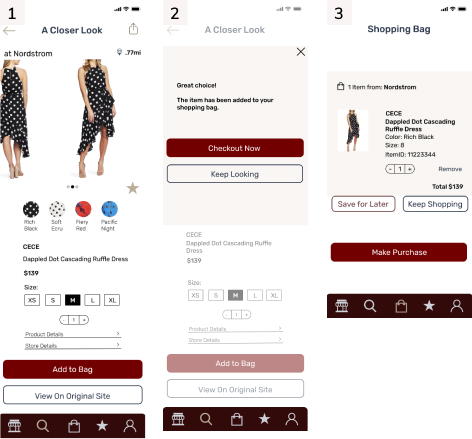 1
A Closer Look
at Nordstrom
.77mi
Rich
Black
Soft
Ecru
Fiery
Red
Pacific
Night
CECE
Dappled Dot Cascading Ruffle Dress
$139
Size:
XS
S
M
L
XL
- 1 +
Product Details >
Store Details >
Add to Bag
View On Original Site
2
A Closer Look
Great choice!
The item has been added to your
shopping bag.
Checkout Now
Keep Looking
CECE
Dappled Dot Cascading Ruffle
Dress
$139
Size:
XS
S
M
L
XL
- 1 +
Product Details >
Store Details >
Add to Bag
View On Original Site
3
Shopping Bag
1 Item from: Nordstrom
CECE
Dappled Dot Cascading
Ruffle Dress
Color: Rich Black
Size: 8
ItemID: 11223344
- 1 +
Remove
Total $139
Save for Later
Keep Shopping
Make Purchase